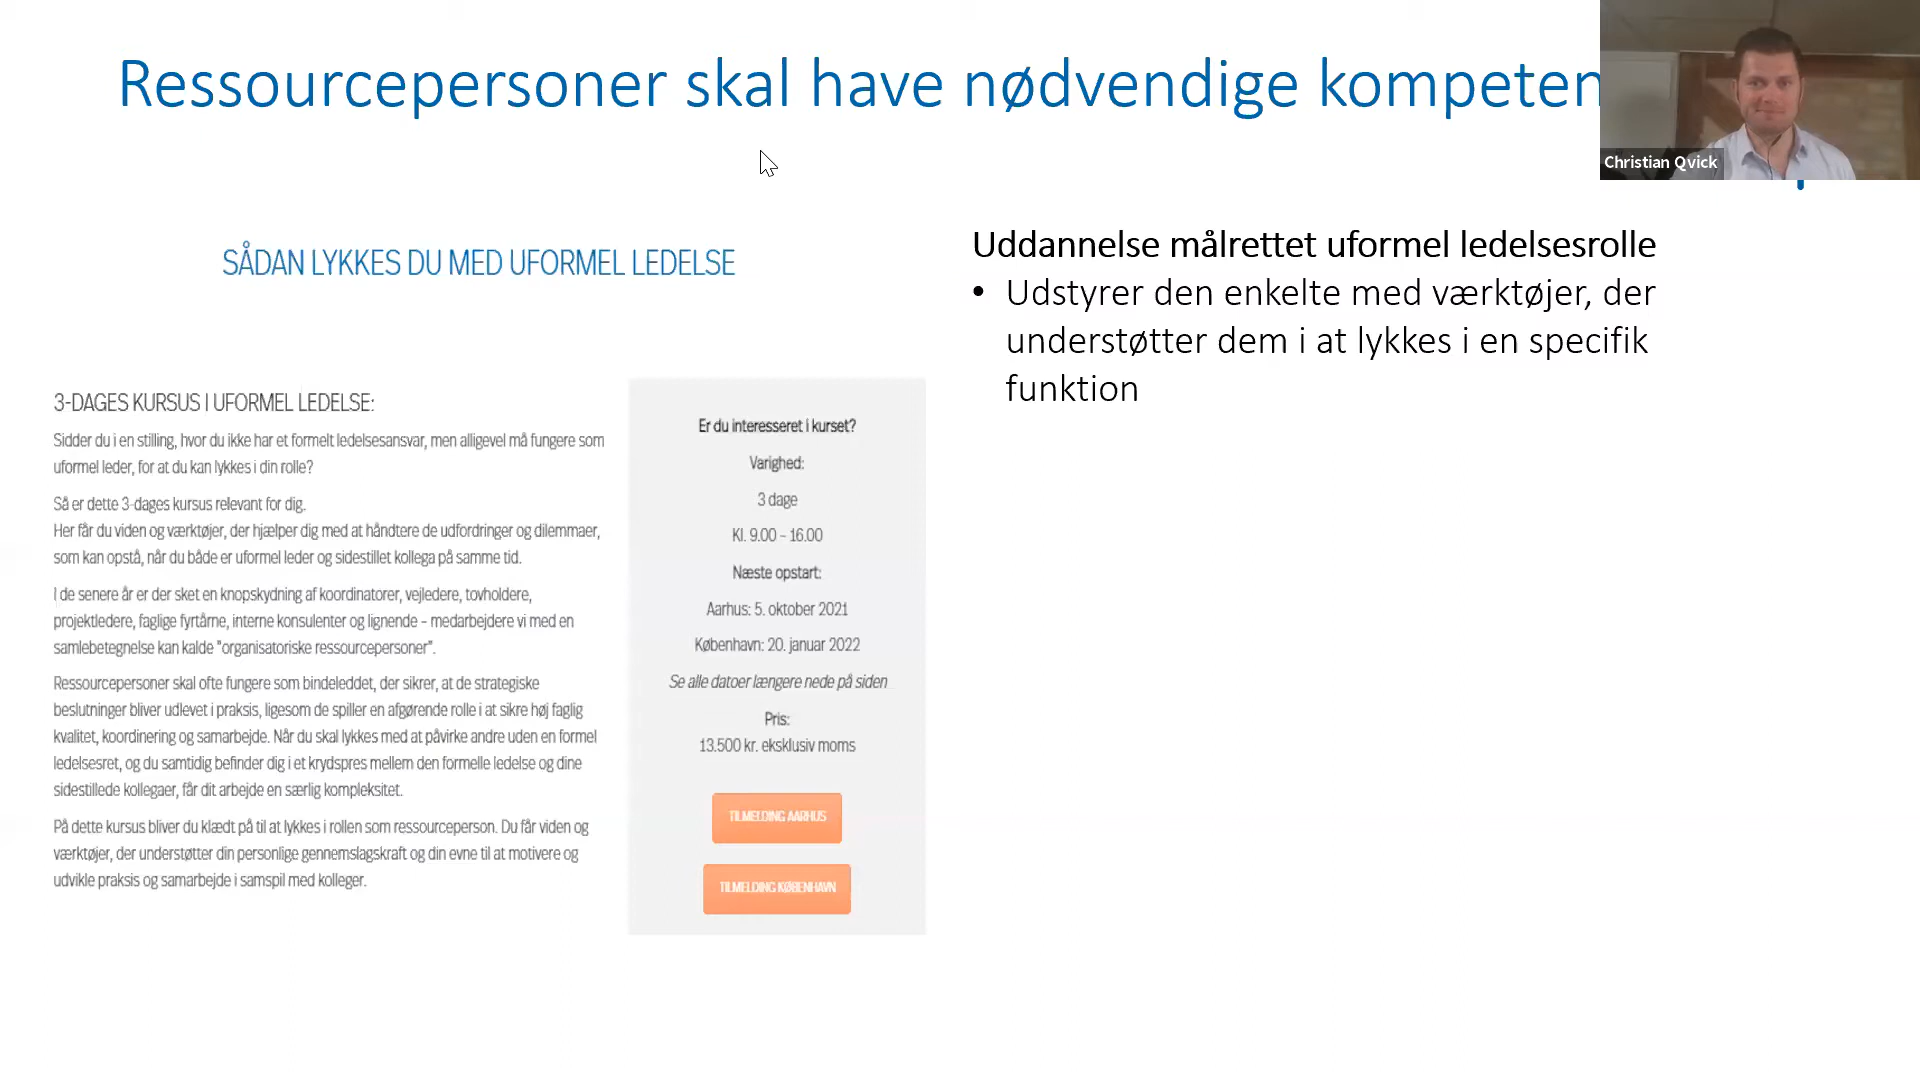 Ressourcepersoner skal have nødvendige kompeten
Christian Qvick
SÅDAN LYKKES DU MED UFORMEL LEDELSE
3-DAGES KURSUS I UFORMEL LEDELSE:
Sidder du i en stilling, hvor du ikke har et formelt ledelsesansvar, men alligevel må fungere som
uformel leder, for at du kan lykkes i din rolle?
Så er dette 3-dages kursus relevant for dig.
Her får du viden og værktøjer, der hjælper dig med at håndtere de udfordringer og dilemmaer,
som kan opstå, når du både er uformel leder og sidestillet kollega på samme tid.
I de senere år er der sket en knopskydning af koordinatorer, vejledere, tovholdere,
projektledere, faglige fyrtårne, interne konsulenter og lignende – medarbejdere vi med en
samlebetegnelse kan kalde "organisatoriske ressourcepersoner".
Ressourcepersoner skal ofte fungere som bindeleddet, der sikrer, at de strategiske
beslutninger bliver udlevet i praksis, ligesom de spiller en afgørende rolle i at sikre høj faglig
kvalitet, koordinering og samarbejde. Når du skal lykkes med at påvirke andre uden en formel
ledelsesret, og du samtidig befinder dig i et krydspres mellem den formelle ledelse og dine
sidestillede kollegaer, får dit arbejde en særlig kompleksitet.
På dette kursus bliver du klædt på til at lykkes i rollen som ressourceperson. Du får viden og
værktøjer, der understøtter din personlige gennemslagskraft og din evne til at motivere og
udvikle praksis og samarbejde i samspil med kolleger.
Er du interesseret i kurset?
Varighed:
3 dage
Kl. 9.00 – 16.00
Næste opstart:
Aarhus: 5. oktober 2021
København: 20. januar 2022
Se alle datoer længere nede på siden
Pris:
13.500 kr. eksklusiv moms
TILMELDING AARHUS
TILMELDING KØBENHAVN
Uddannelse målrettet uformel ledelsesrolle
• Udstyrer den enkelte med værktøjer, der
understøtter dem i at lykkes i en specifik
funktion